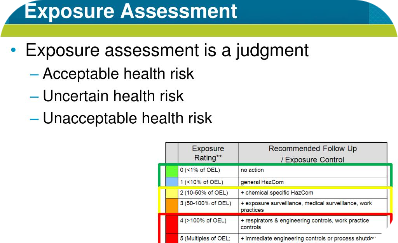 Exposure Assessment
• Exposure assessment is a judgment
– Acceptable health risk
– Uncertain health risk
– Unacceptable health risk
Exposure Rating** Recommended Follow Up / Exposure Control
0 (<1% of OEL) no action
1 (<10% of OEL) general HazCom
2 (10-50% of OEL) + chemical specific HazCom
3 (50-100% of OEL) + exposure surveillance, medical surveillance, work
practices
4 (>100% of OEL) + respirators & engineering controls, work practice
controls
5 (Multiples of OEL; + immediate engineering controls or process